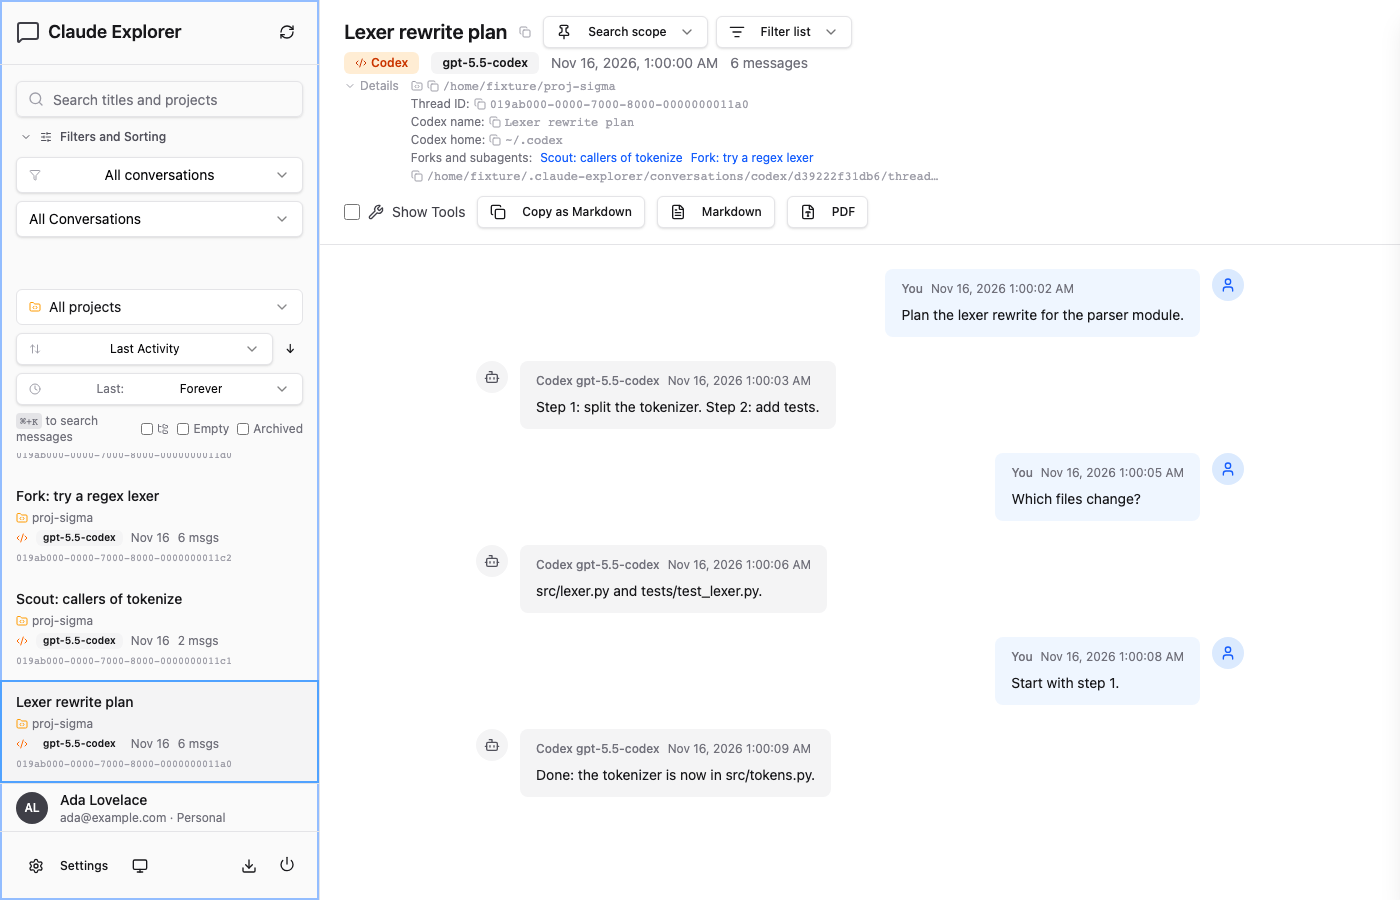 Claude Explorer
Search titles and projects
Filters and Sorting
All conversations
All Conversations
All projects
Last Activity
Last: Forever
⌘+K to search messages
Empty
Archived
019ab000-0000-7000-8000-0000000011d0
Fork: try a regex lexer
proj-sigma
gpt-5.5-codex Nov 16 6 msgs
019ab000-0000-7000-8000-0000000011c2
Scout: callers of tokenize
proj-sigma
gpt-5.5-codex Nov 16 2 msgs
019ab000-0000-7000-8000-0000000011c1
Lexer rewrite plan
proj-sigma
gpt-5.5-codex Nov 16 6 msgs
019ab000-0000-7000-8000-0000000011a0
AL
Ada Lovelace
ada@example.com · Personal
Settings
Lexer rewrite plan
Search scope
Filter list
Codex gpt-5.5-codex Nov 16, 2026, 1:00:00 AM 6 messages
Details
/home/fixture/proj-sigma
Thread ID: 019ab000-0000-7000-8000-0000000011a0
Codex name: Lexer rewrite plan
Codex home: ~/.codex
Forks and subagents: Scout: callers of tokenize Fork: try a regex lexer
/home/fixture/.claude-explorer/conversations/codex/d39222f31db6/thread…
Show Tools
Copy as Markdown
Markdown
PDF
You Nov 16, 2026 1:00:02 AM
Plan the lexer rewrite for the parser module.
Codex gpt-5.5-codex Nov 16, 2026 1:00:03 AM
Step 1: split the tokenizer. Step 2: add tests.
You Nov 16, 2026 1:00:05 AM
Which files change?
Codex gpt-5.5-codex Nov 16, 2026 1:00:06 AM
src/lexer.py and tests/test_lexer.py.
You Nov 16, 2026 1:00:08 AM
Start with step 1.
Codex gpt-5.5-codex Nov 16, 2026 1:00:09 AM
Done: the tokenizer is now in src/tokens.py.